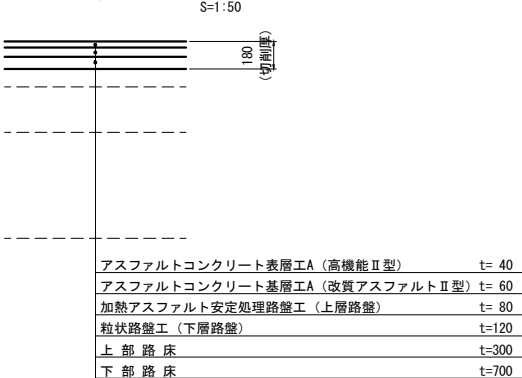 S=1:50
180
(切削厚)
アスファルトコンクリート表層工A（高機能Ⅱ型） t= 40
アスファルトコンクリート基層工A（改質アスファルトⅡ型） t= 60
加熱アスファルト安定処理路盤工（上層路盤） t= 80
粒状路盤工（下層路盤） t=120
上 部 路 床 t=300
下 部 路 床 t=700